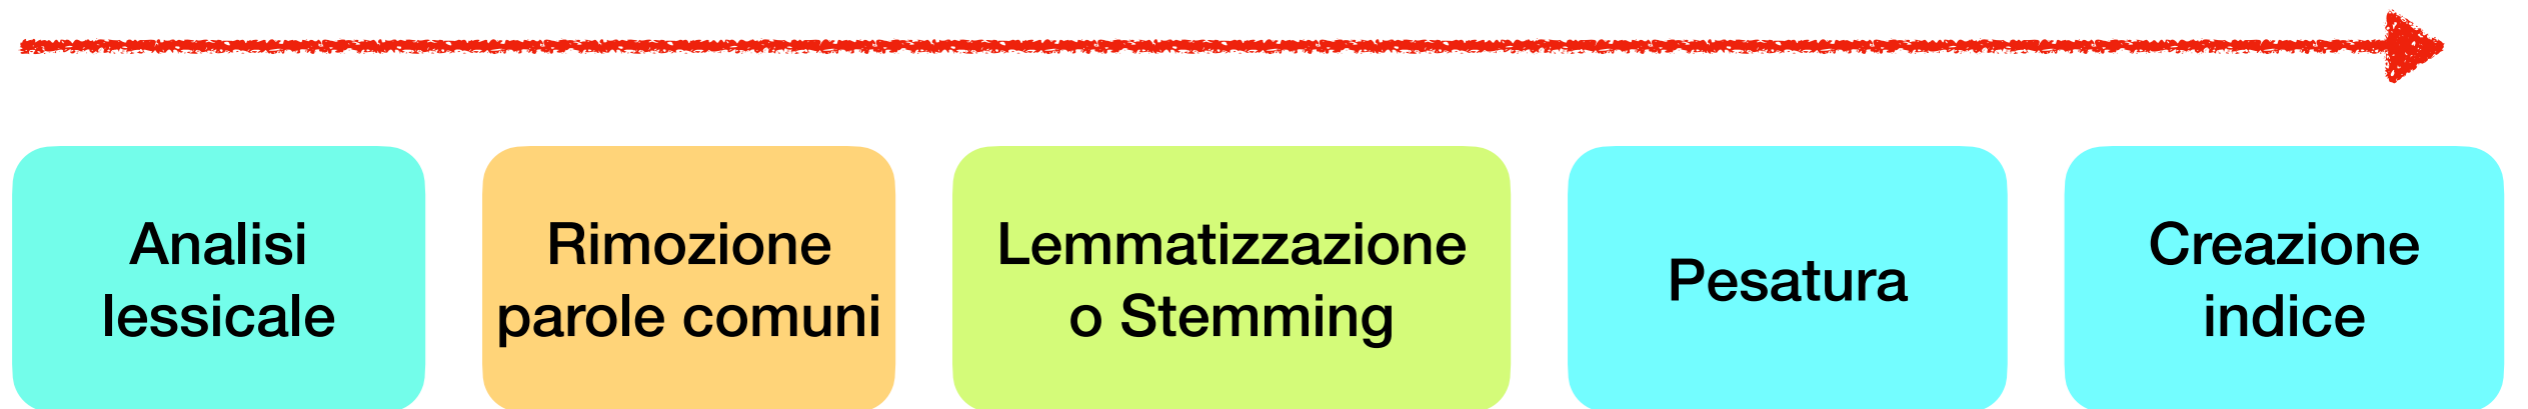 Analisi
lessicale
Rimozione
parole comuni
Lemmatizzazione
o Stemming
Pesatura
Creazione
indice